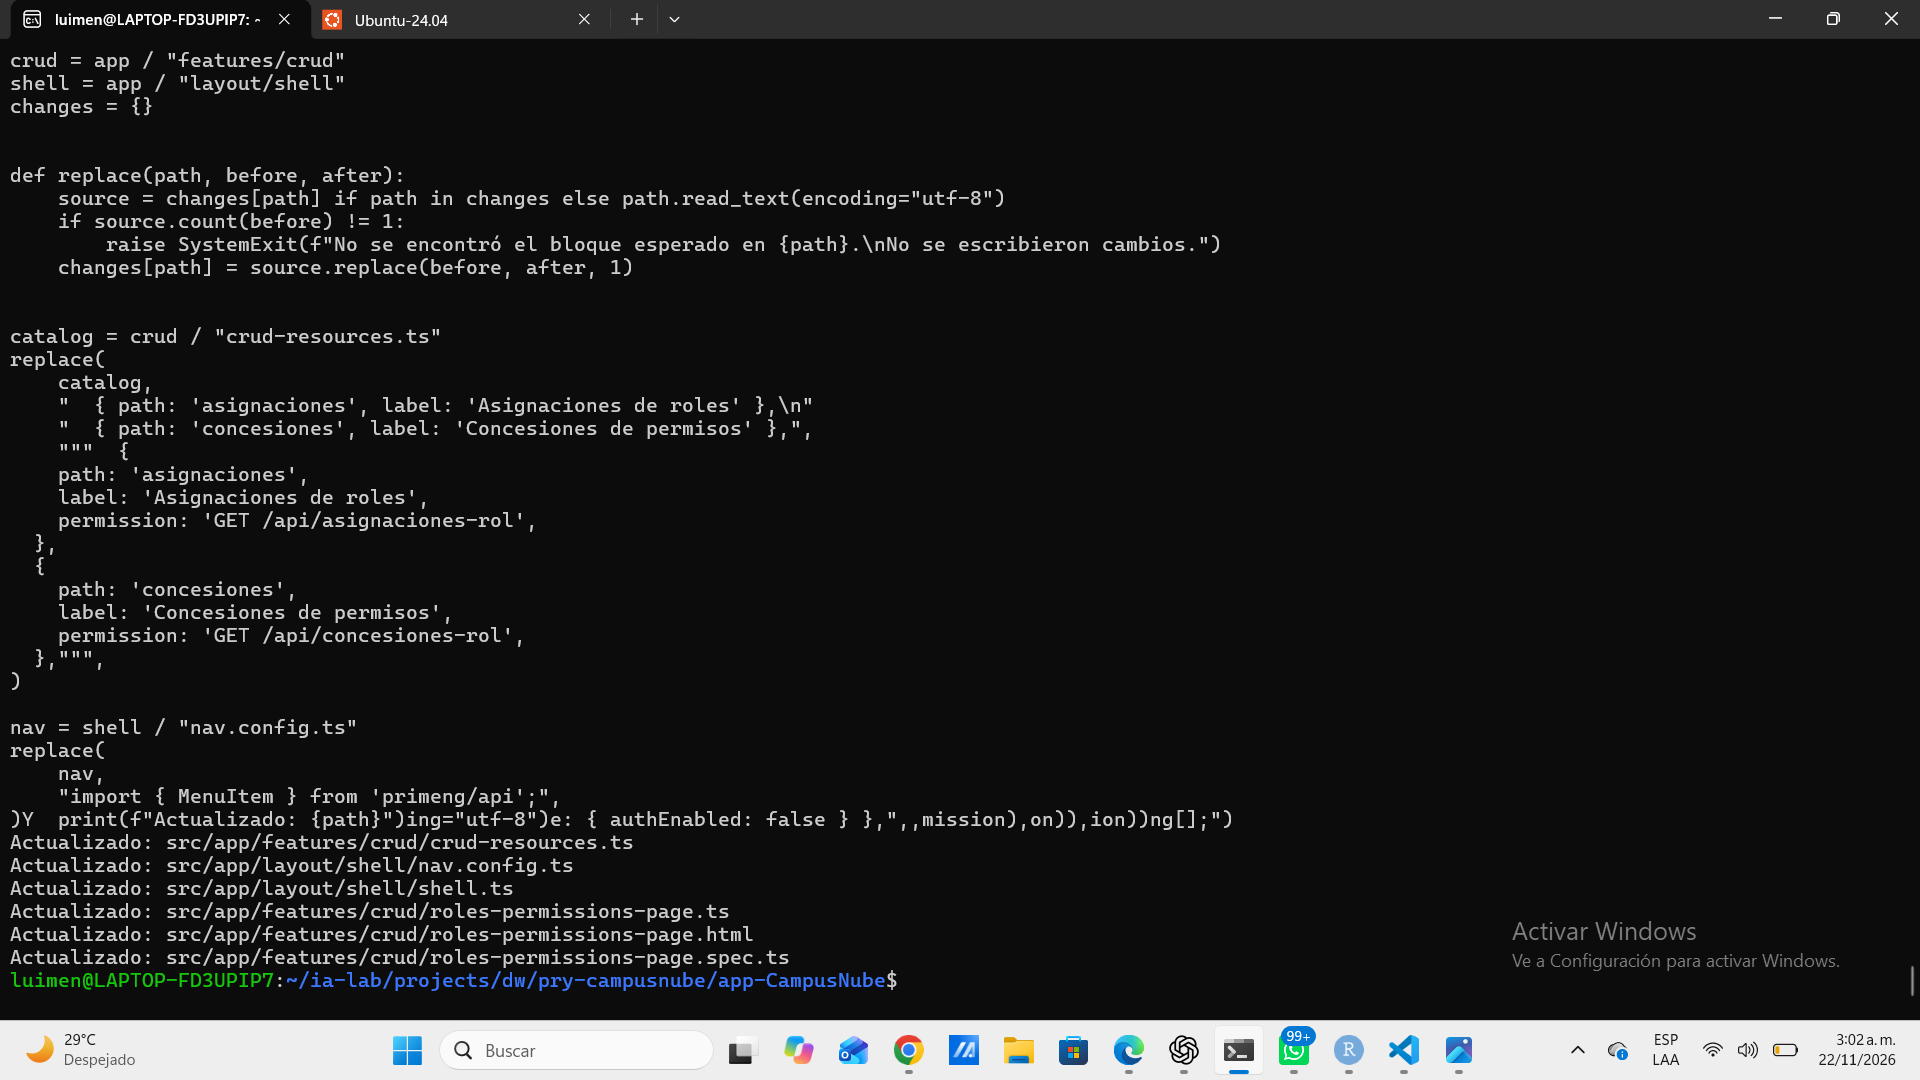 luimen@LAPTOP-FD3UPIP7: ~
Ubuntu-24.04
crud = app / "features/crud"
shell = app / "layout/shell"
changes = {}
def replace(path, before, after):
    source = changes[path] if path in changes else path.read_text(encoding="utf-8")
    if source.count(before) != 1:
        raise SystemExit(f"No se encontró el bloque esperado en {path}.\nNo se escribieron cambios.")
    changes[path] = source.replace(before, after, 1)
catalog = crud / "crud-resources.ts"
replace(
    catalog,
    "  { path: 'asignaciones', label: 'Asignaciones de roles' },\n"
    "  { path: 'concesiones', label: 'Concesiones de permisos' },",
    """  {
    path: 'asignaciones',
    label: 'Asignaciones de roles',
    permission: 'GET /api/asignaciones-rol',
  },
  {
    path: 'concesiones',
    label: 'Concesiones de permisos',
    permission: 'GET /api/concesiones-rol',
  },""",
)
nav = shell / "nav.config.ts"
replace(
    nav,
    "import { MenuItem } from 'primeng/api';",
)Y  print(f"Actualizado: {path}")ing="utf-8")e: { authEnabled: false } },",,mission),on)),ion))ng[];")
Actualizado: src/app/features/crud/crud-resources.ts
Actualizado: src/app/layout/shell/nav.config.ts
Actualizado: src/app/layout/shell/shell.ts
Actualizado: src/app/features/crud/roles-permissions-page.ts
Actualizado: src/app/features/crud/roles-permissions-page.html
Actualizado: src/app/features/crud/roles-permissions-page.spec.ts
luimen@LAPTOP-FD3UPIP7:~/ia-lab/projects/dw/pry-campusnube/app-CampusNube$
Activar Windows
Ve a Configuración para activar Windows.
29°C
Despejado
Buscar
99+
R
ESP
LAA
3:02 a. m.
22/11/2026